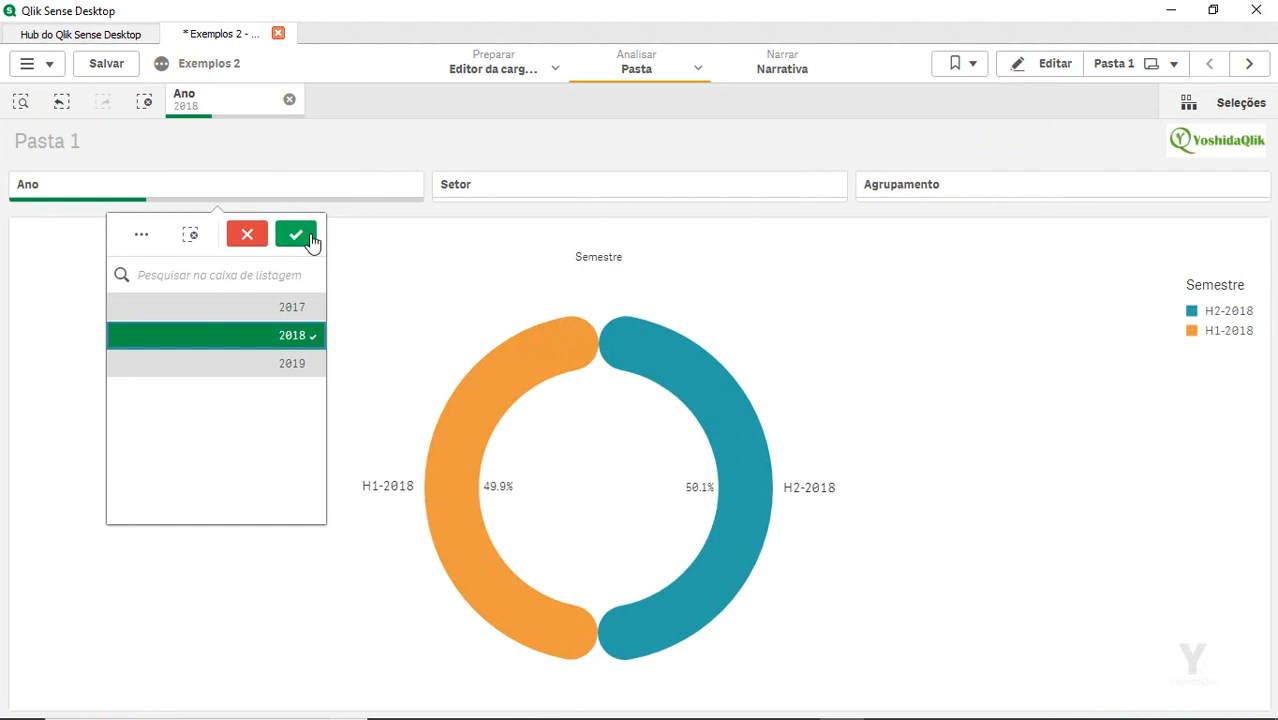 Qlik Sense Desktop
Hub do Qlik Sense Desktop
*Exemplos 2 - ...
Salvar
Exemplos 2
Preparar
Editor da carg...
Analisar
Pasta
Narrar
Narrativa
Editar
Pasta 1
Ano
2018
Seleções
Pasta 1
YoshidaQlik
Ano
Setor
Agrupamento
Pesquisar na caixa de listagem
2017
2018
2019
Semestre
Semestre
H2-2018
H1-2018
H1-2018
49.9%
50.1%
H2-2018
Y
YoshidaQlik